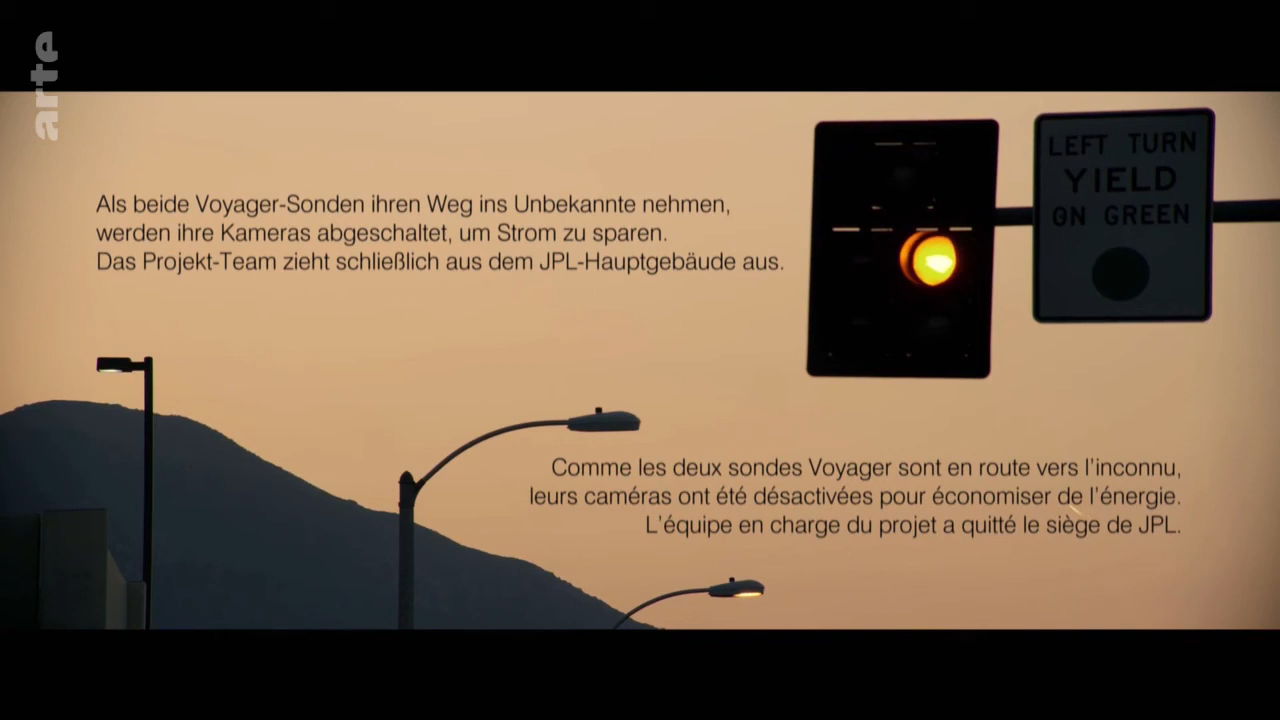 arte
Als beide Voyager-Sonden ihren Weg ins Unbekannte nehmen,
werden ihre Kameras abgeschaltet, um Strom zu sparen.
Das Projekt-Team zieht schließlich aus dem JPL-Hauptgebäude aus.
LEFT TURN
YIELD
ON GREEN
Comme les deux sondes Voyager sont en route vers l'inconnu,
leurs caméras ont été désactivées pour économiser de l'énergie.
L'équipe en charge du projet a quitté le siège de JPL.